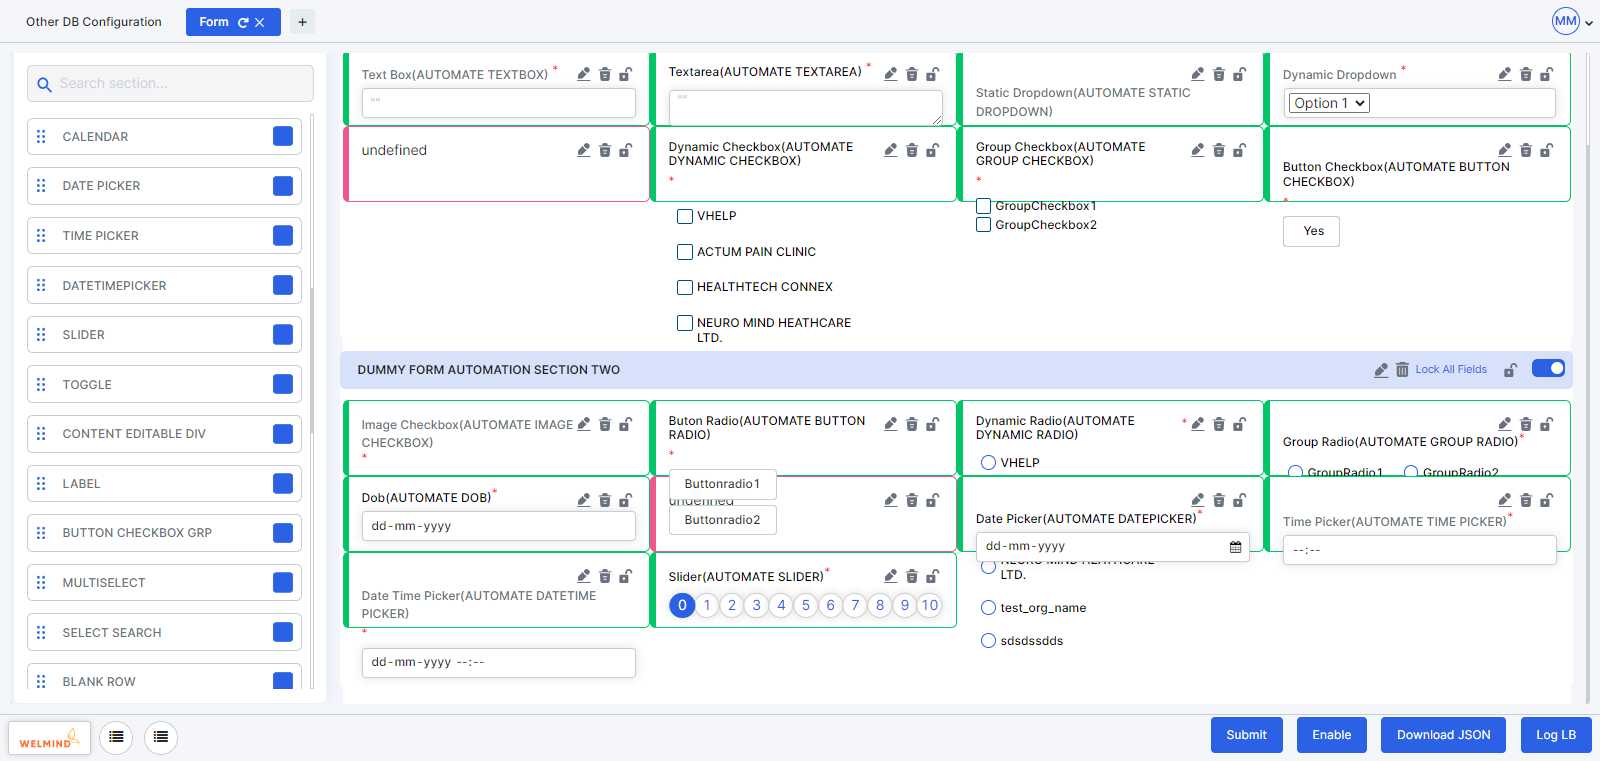 Other DB Configuration
Form
+
MM
Search section...
CALENDAR
DATE PICKER
TIME PICKER
DATETIMEPICKER
SLIDER
TOGGLE
CONTENT EDITABLE DIV
LABEL
BUTTON CHECKBOX GRP
MULTISELECT
SELECT SEARCH
BLANK ROW
Text Box(AUTOMATE TEXTBOX) *
""
Textarea(AUTOMATE TEXTAREA) *
""
Static Dropdown(AUTOMATE STATIC
DROPDOWN)
Dynamic Dropdown *
Option 1
undefined
Dynamic Checkbox(AUTOMATE
DYNAMIC CHECKBOX)
*
VHELP
ACTUM PAIN CLINIC
HEALTHTECH CONNEX
NEURO MIND HEATHCARE
LTD.
Group Checkbox(AUTOMATE
GROUP CHECKBOX)
*
GroupCheckbox1
GroupCheckbox2
Button Checkbox(AUTOMATE BUTTON
CHECKBOX)
*
Yes
DUMMY FORM AUTOMATION SECTION TWO
Lock All Fields
Image Checkbox(AUTOMATE IMAGE
CHECKBOX)
*
Buton Radio(AUTOMATE BUTTON
RADIO)
*
Buttonradio1
Buttonradio2
Dynamic Radio(AUTOMATE
DYNAMIC RADIO)
*
VHELP
Group Radio(AUTOMATE GROUP RADIO)*
GroupRadio1
GroupRadio2
Dob(AUTOMATE DOB)*
dd-mm-yyyy
undefined
Date Picker(AUTOMATE DATEPICKER)*
dd-mm-yyyy
NEURO MIND HEATHCARE
LTD.
test_org_name
sdsdssdds
Time Picker(AUTOMATE TIME PICKER)*
--:--
Date Time Picker(AUTOMATE DATETIME
PICKER)
*
dd-mm-yyyy --:--
Slider(AUTOMATE SLIDER)*
0 1 2 3 4 5 6 7 8 9 10
WELMIND
Submit
Enable
Download JSON
Log LB